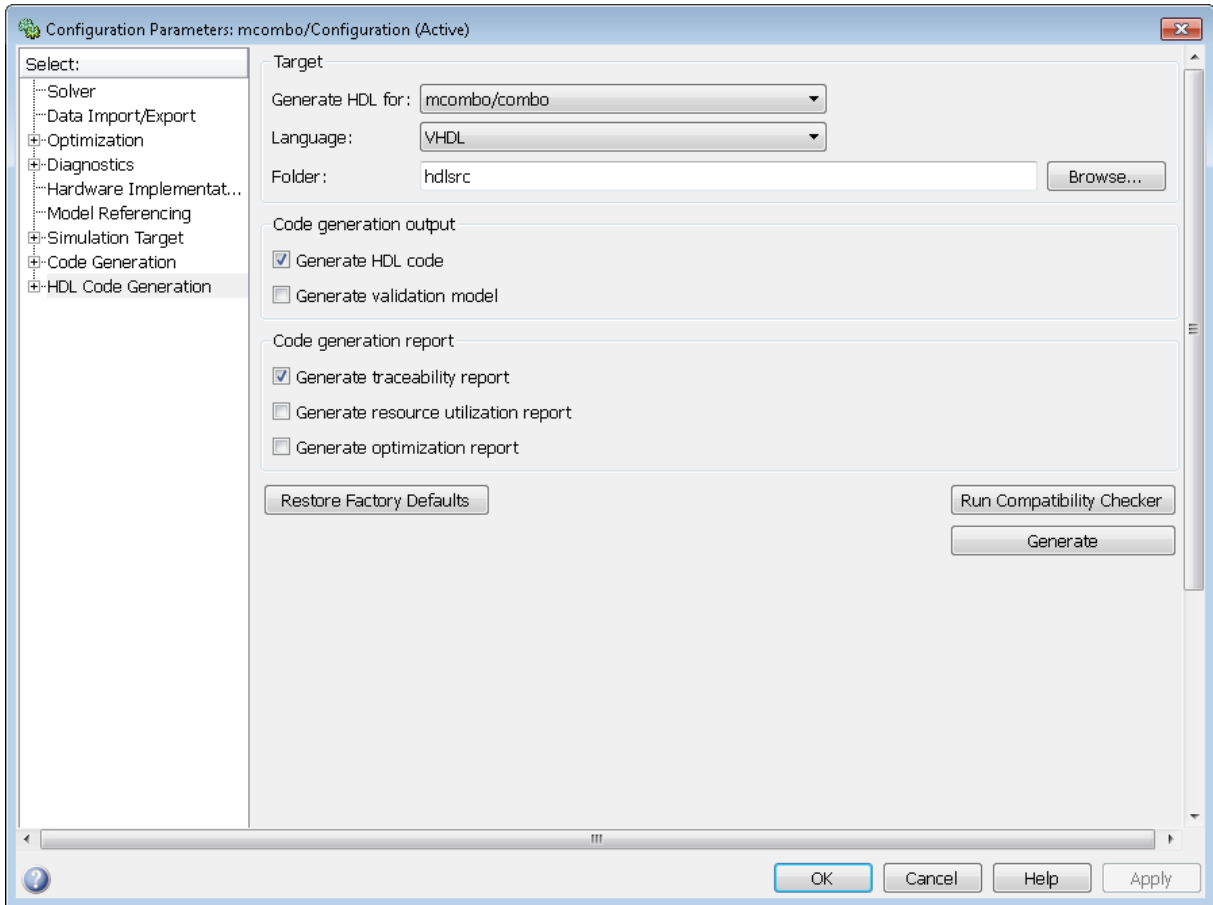 Configuration Parameters: mcombo/Configuration (Active)
Select:
Solver
Data Import/Export
Optimization
Diagnostics
Hardware Implementat...
Model Referencing
Simulation Target
Code Generation
HDL Code Generation
Target
Generate HDL for: mcombo/combo
Language: VHDL
Folder: hdlsrc Browse...
Code generation output
Generate HDL code
Generate validation model
Code generation report
Generate traceability report
Generate resource utilization report
Generate optimization report
Restore Factory Defaults Run Compatibility Checker
Generate
OK Cancel Help Apply